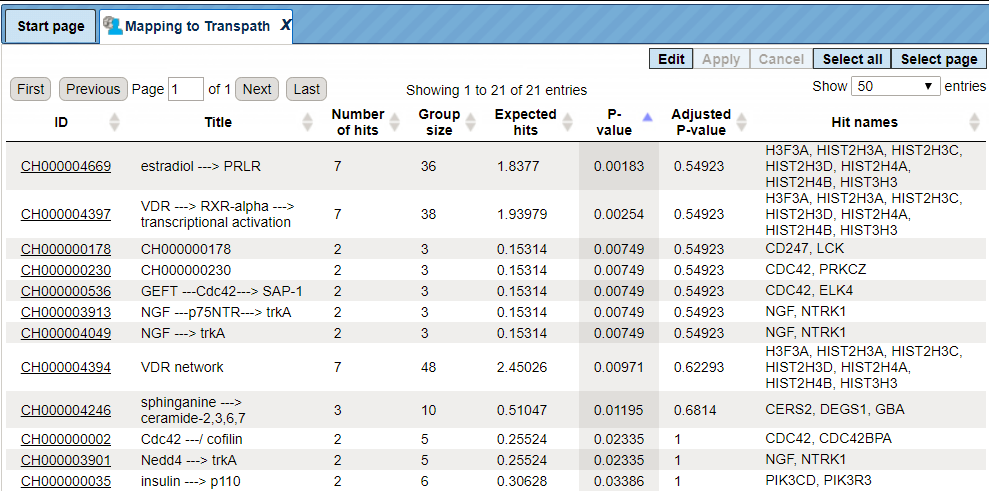 Start page
Mapping to Transpath X
Edit Apply Cancel Select all Select page
First Previous Page 1 of 1 Next Last Showing 1 to 21 of 21 entries Show 50 entries
ID Title Number of hits Group size Expected hits P-value Adjusted P-value Hit names
CH000004669 estradiol ---> PRLR 7 36 1.8377 0.00183 0.54923 H3F3A, HIST2H3A, HIST2H3C,
HIST2H3D, HIST2H4A,
HIST2H4B, HIST3H3
CH000004397 VDR ---> RXR-alpha --->
transcriptional activation 7 38 1.93979 0.00254 0.54923 H3F3A, HIST2H3A, HIST2H3C,
HIST2H3D, HIST2H4A,
HIST2H4B, HIST3H3
CH000000178 CH000000178 2 3 0.15314 0.00749 0.54923 CD247, LCK
CH000000230 CH000000230 2 3 0.15314 0.00749 0.54923 CDC42, PRKCZ
CH000000536 GEFT ---Cdc42---> SAP-1 2 3 0.15314 0.00749 0.54923 CDC42, ELK4
CH000003913 NGF ---p75NTR---> trkA 2 3 0.15314 0.00749 0.54923 NGF, NTRK1
CH000004049 NGF ---> trkA 2 3 0.15314 0.00749 0.54923 NGF, NTRK1
CH000004394 VDR network 7 48 2.45026 0.00971 0.62293 H3F3A, HIST2H3A, HIST2H3C,
HIST2H3D, HIST2H4A,
HIST2H4B, HIST3H3
CH000004246 sphinganine --->
ceramide-2,3,6,7 3 10 0.51047 0.01195 0.6814 CERS2, DEGS1, GBA
CH000000002 Cdc42 ---/ cofilin 2 5 0.25524 0.02335 1 CDC42, CDC42BPA
CH000003901 Nedd4 ---> trkA 2 5 0.25524 0.02335 1 NGF, NTRK1
CH000000035 insulin ---> p110 2 6 0.30628 0.03386 1 PIK3CD, PIK3R3